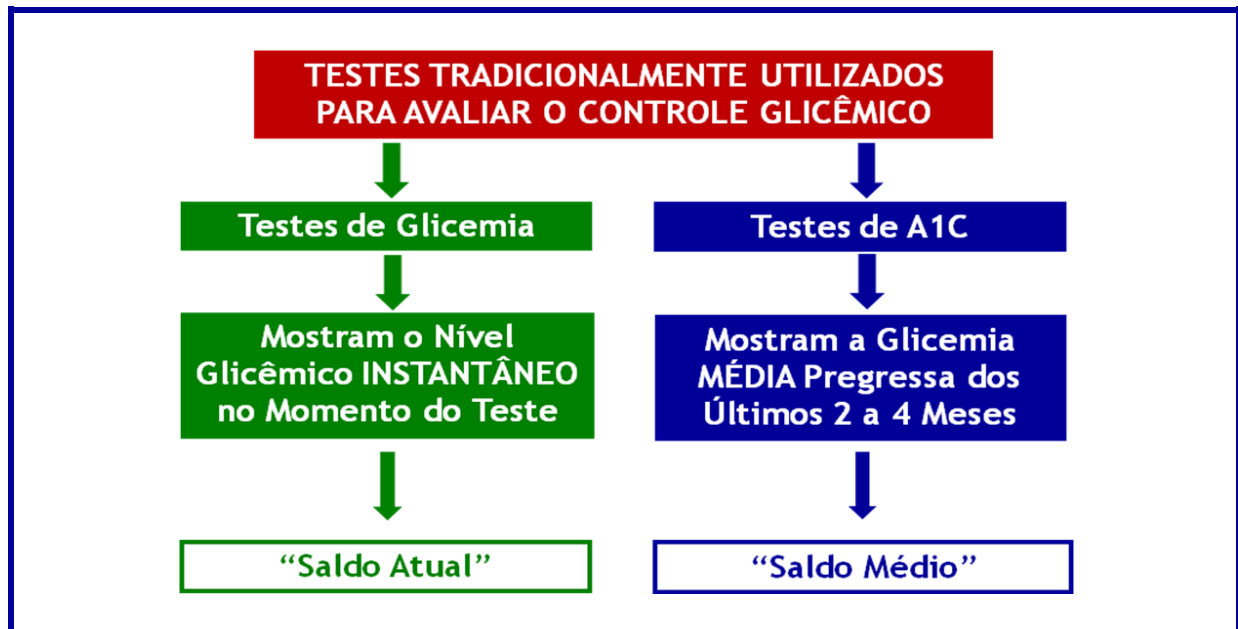 TESTES TRADICIONALMENTE UTILIZADOS
PARA AVALIAR O CONTROLE GLICÊMICO
Testes de Glicemia
Mostram o Nível
Glicêmico INSTANTÂNEO
no Momento do Teste
“Saldo Atual”
Testes de A1C
Mostram a Glicemia
MÉDIA Pregressa dos
Últimos 2 a 4 Meses
“Saldo Médio”